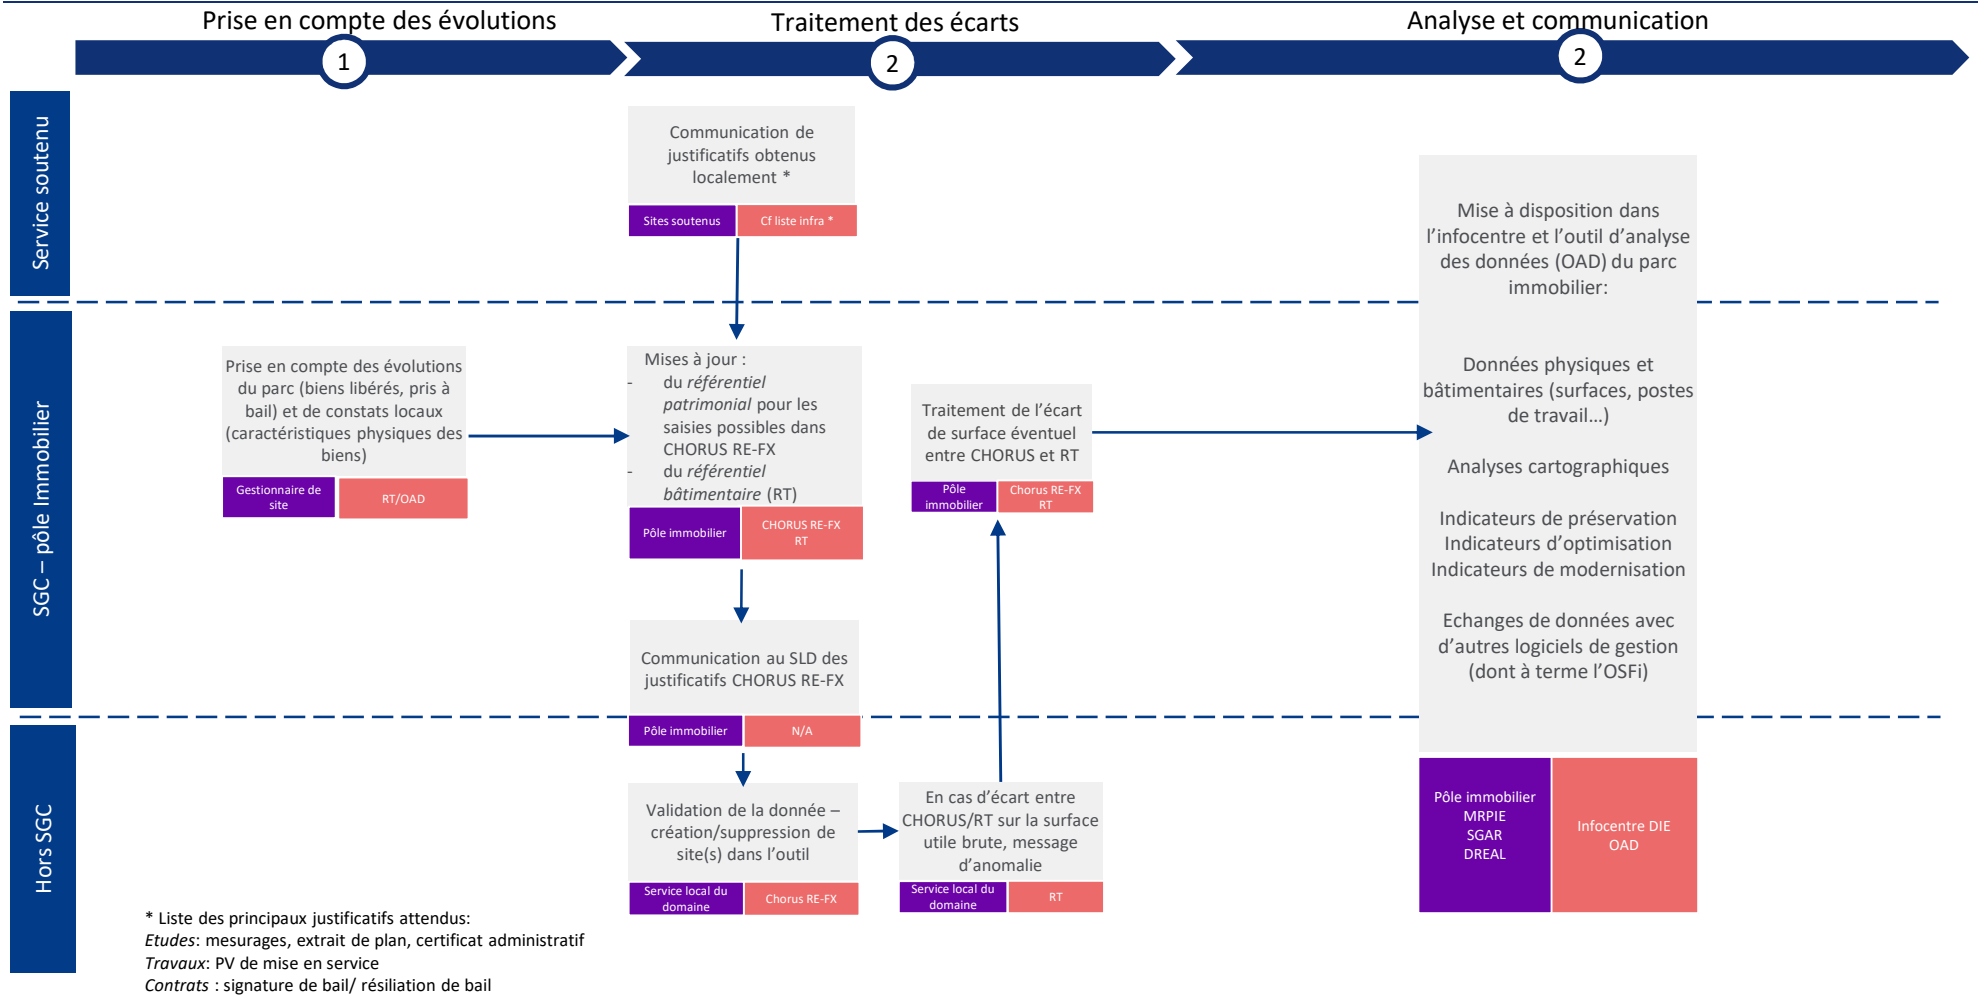 Prise en compte des évolutions
Traitement des écarts
Analyse et communication
1
2
2
Service soutenu
Communication de
justificatifs obtenus
localement *
Sites soutenus
Cf liste infra *
SGC – pôle Immobilier
Prise en compte des évolutions
du parc (biens libérés, pris à
bail) et de constats locaux
(caractéristiques physiques des
biens)
Gestionnaire de
site
RT/OAD
Mises à jour :
- du référentiel
patrimonial pour les
saisies possibles dans
CHORUS RE-FX
- du référentiel
bâtimentaire (RT)
Pôle immobilier
CHORUS RE-FX
RT
Communication au SLD des
justificatifs CHORUS RE-FX
Pôle immobilier
N/A
Traitement de l’écart
de surface éventuel
entre CHORUS et RT
Pôle
immobilier
Chorus RE-FX
RT
Hors SGC
Validation de la donnée –
création/suppression de
site(s) dans l’outil
Service local du
domaine
Chorus RE-FX
En cas d’écart entre
CHORUS/RT sur la surface
utile brute, message
d’anomalie
Service local du
domaine
RT
Mise à disposition dans
l’infocentre et l’outil d’analyse
des données (OAD) du parc
immobilier:
Données physiques et
bâtimentaires (surfaces, postes
de travail…)
Analyses cartographiques
Indicateurs de préservation
Indicateurs d’optimisation
Indicateurs de modernisation
Echanges de données avec
d’autres logiciels de gestion
(dont à terme l’OSFi)
Pôle immobilier
MRPIE
SGAR
DREAL
Infocentre DIE
OAD
* Liste des principaux justificatifs attendus:
Etudes: mesurages, extrait de plan, certificat administratif
Travaux: PV de mise en service
Contrats : signature de bail/ résiliation de bail